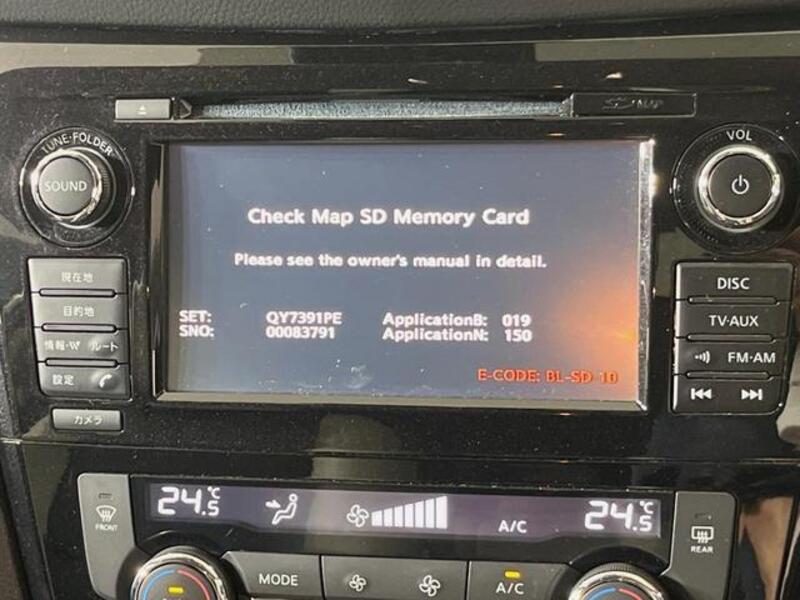 SD MAP
TUNE·FOLDER
SOUND
VOL
Check Map SD Memory Card
Please see the owner's manual in detail.
SET: QY7391PE ApplicationB: 019
SNO: 00083791 ApplicationN: 150
E-CODE: BL-SD 10
現在地
目的地
情報·VV ルート
設定
カメラ
DISC
TV·AUX
FM·AM
24.5°C
A/C
24.5°C
FRONT
REAR
MODE
A/C